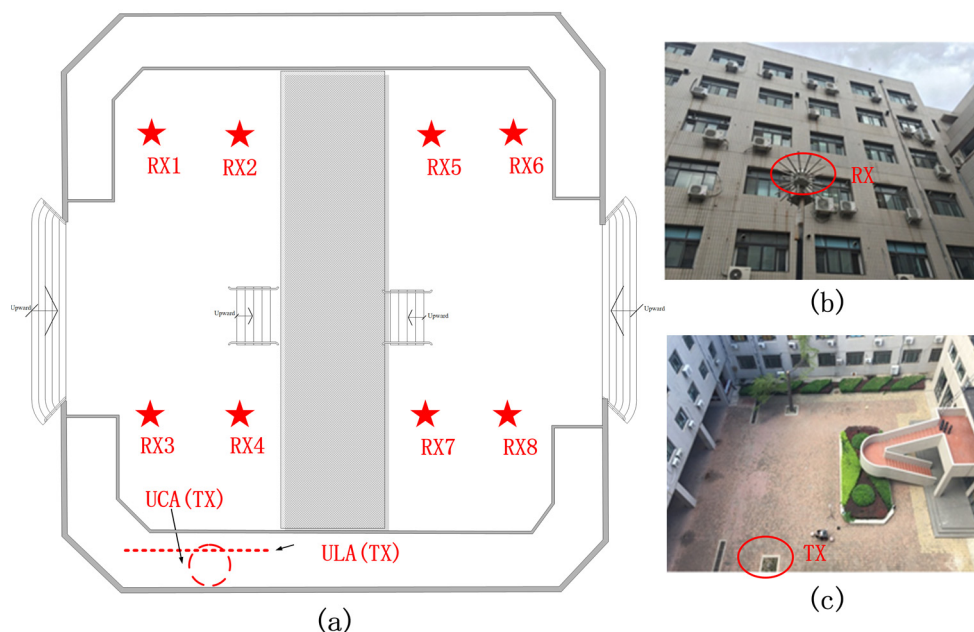 RX1
RX2
RX5
RX6
Upward
Upward
Upward
Upward
RX3
RX4
RX7
RX8
UCA(TX)
ULA(TX)
(a)
RX
(b)
TX
(c)